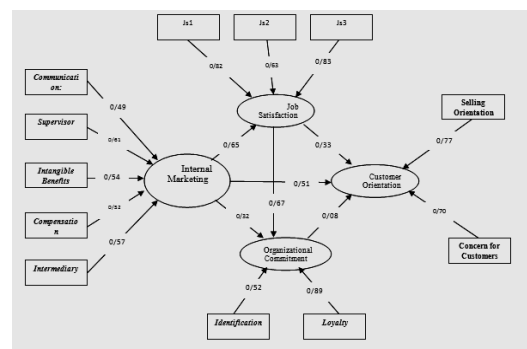 Js1
Js2
Js3
0/82
0/63
0/83
Communicati
on:
0/49
Supervisor
0/61
Intangible
Benefits
0/54
Compensatio
n
0/52
Intermediary
0/57
Internal
Marketing
0/65
Job
Satisfaction
0/33
0/51
0/67
0/22
0/08
Customer
Orientation
Selling
Orientation
0/77
0/70
Concern for
Customers
Organizational
Commitment
0/52
0/89
Identification
Loyalty